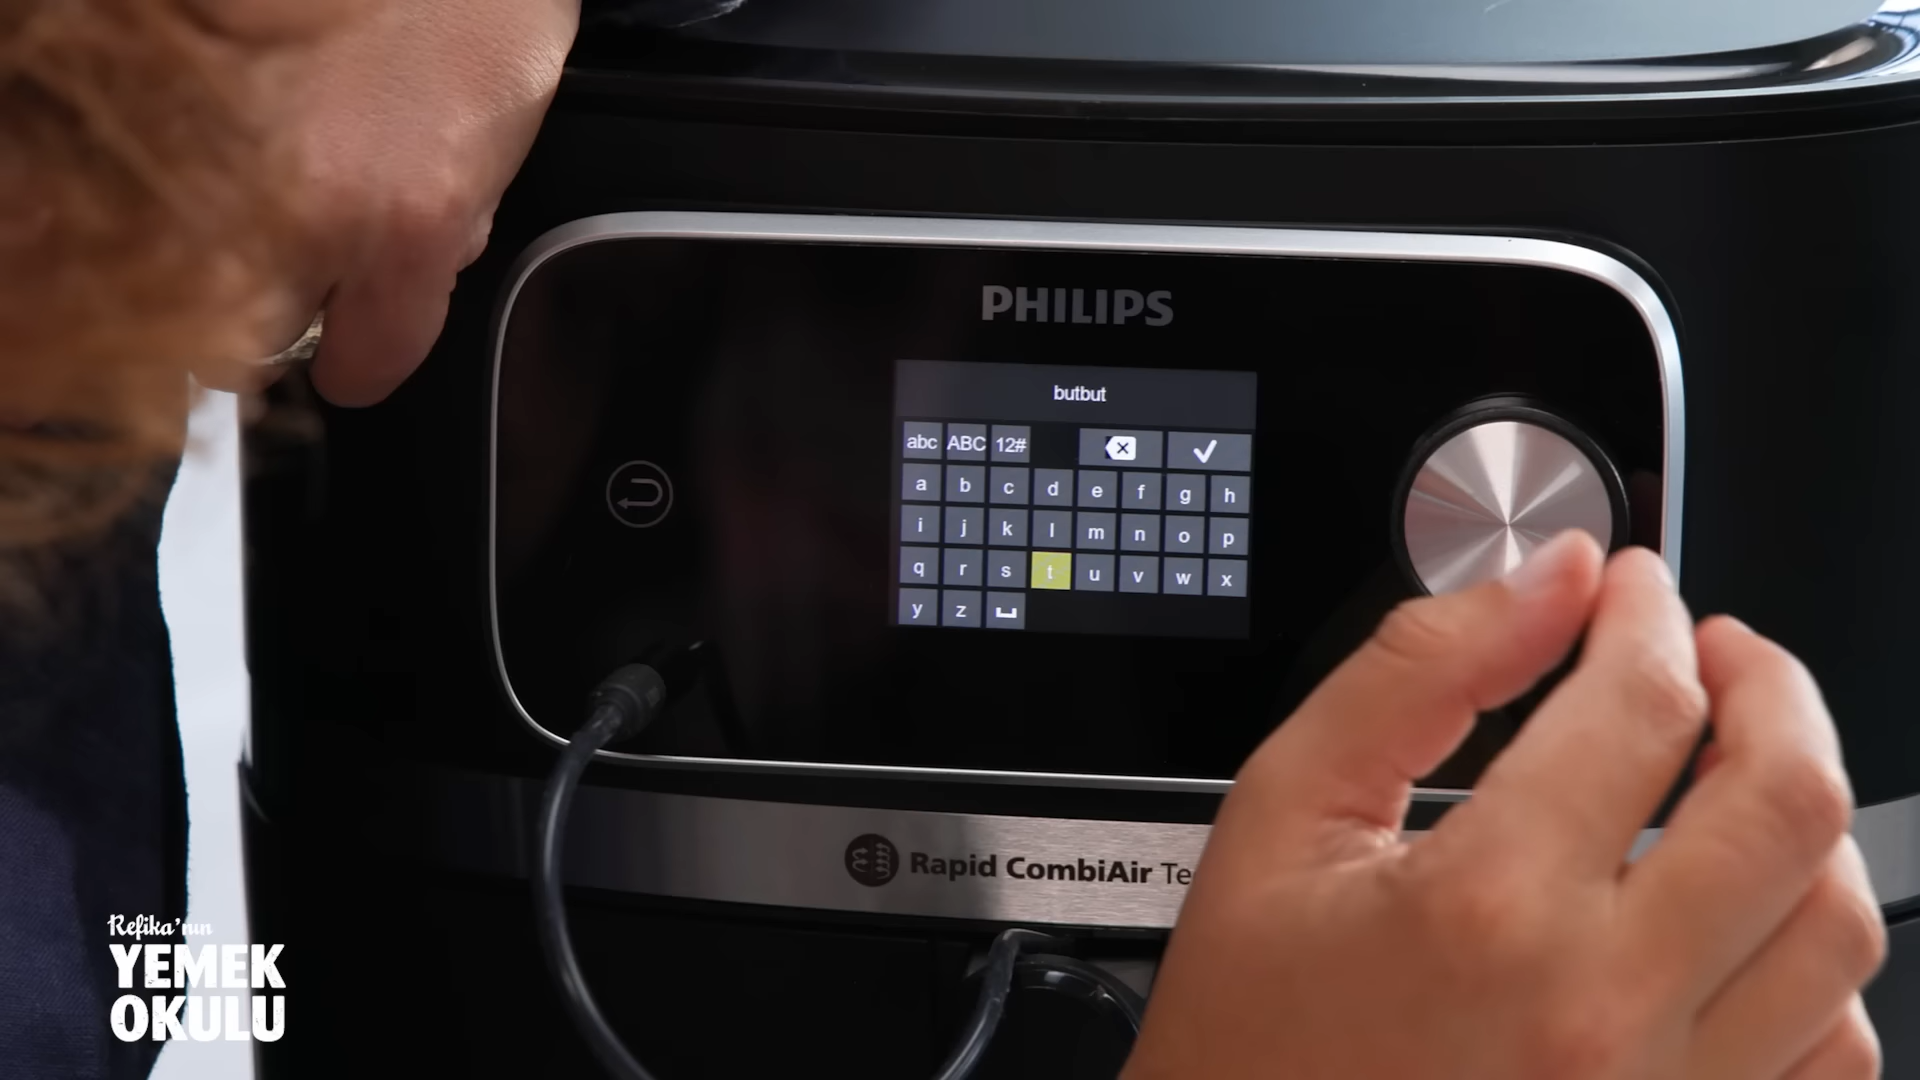 PHILIPS
butbut
abc ABC 12#
a b c d e f g h
i j k l m n o p
q r s t u v w x
y z
Rapid CombiAir Te
Refika'nın
YEMEK
OKULU